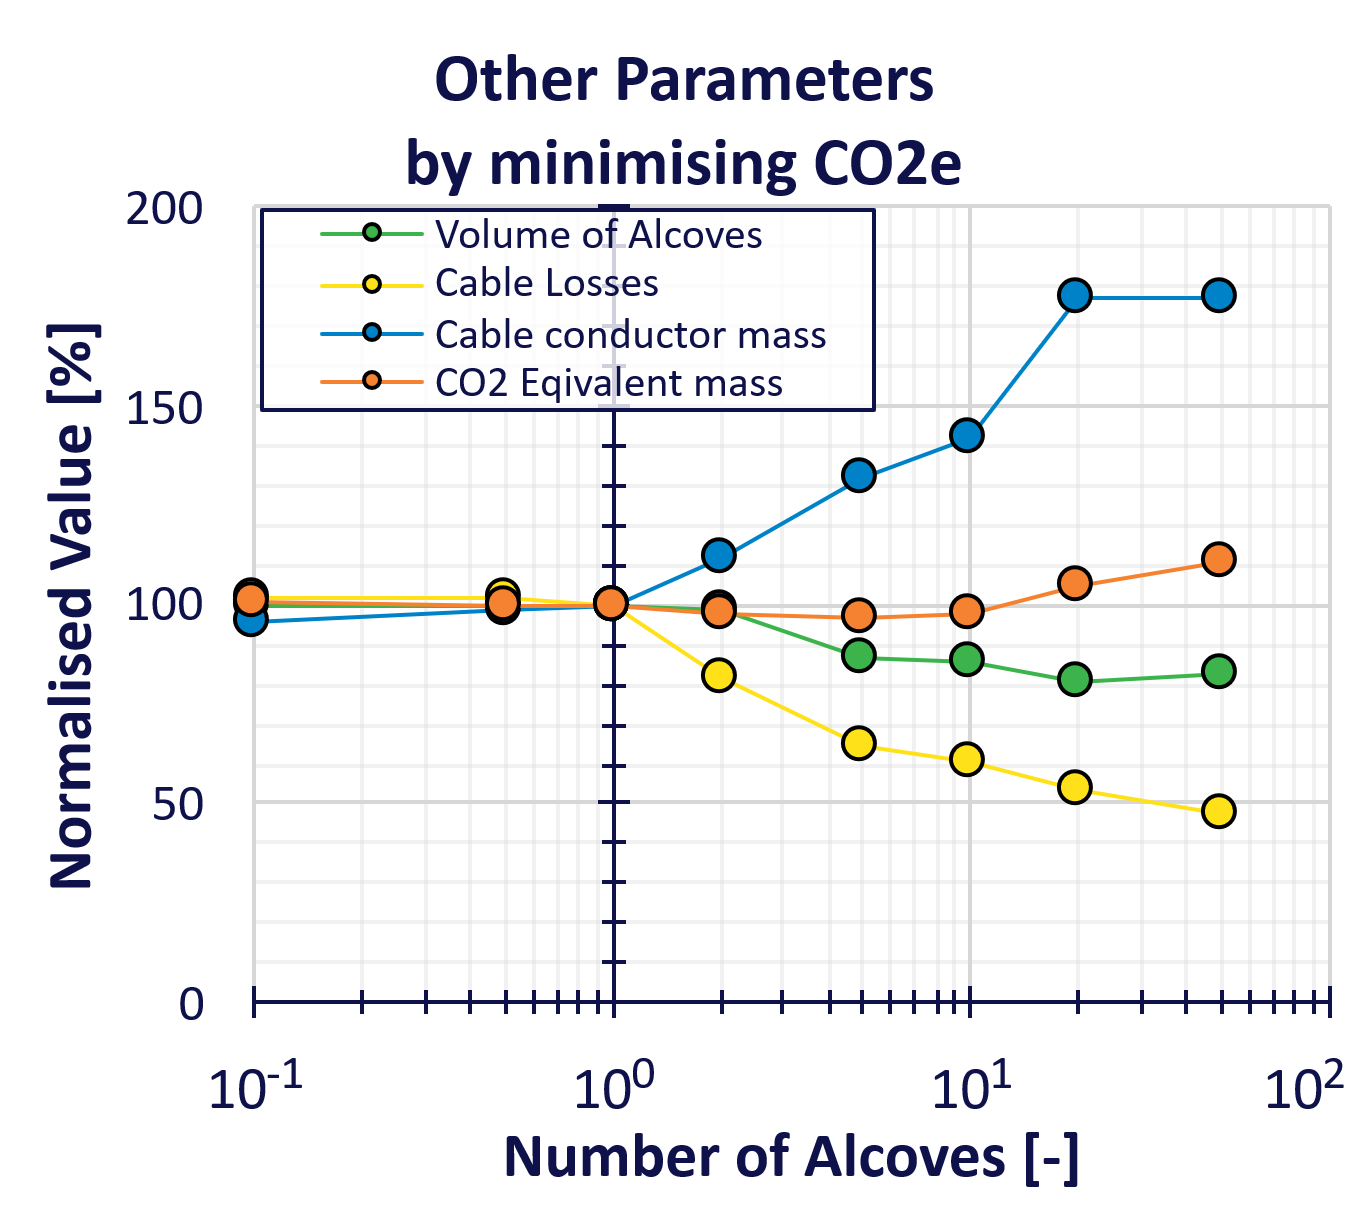 Other Parameters
by minimising CO2e
Volume of Alcoves
Cable Losses
Cable conductor mass
CO2 Eqivalent mass
Normalised Value [%]
200
150
100
50
0
10⁻¹ 10⁰ 10¹ 10²
Number of Alcoves [-]